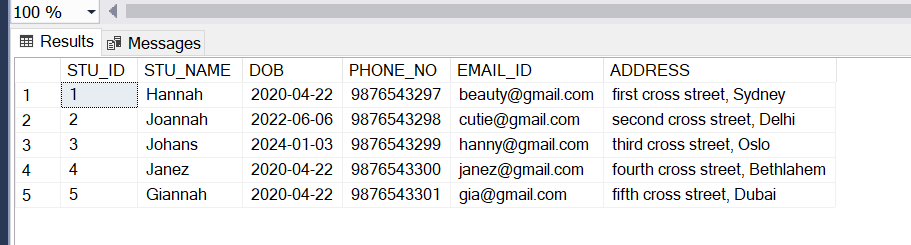 100 %
Results Messages
STU_ID STU_NAME DOB PHONE_NO EMAIL_ID ADDRESS
1 1 Hannah 2020-04-22 9876543297 beauty@gmail.com first cross street, Sydney
2 2 Joannah 2022-06-06 9876543298 cutie@gmail.com second cross street, Delhi
3 3 Johans 2024-01-03 9876543299 hanny@gmail.com third cross street, Oslo
4 4 Janez 2020-04-22 9876543300 janez@gmail.com fourth cross street, Bethlahem
5 5 Giannah 2020-04-22 9876543301 gia@gmail.com fifth cross street, Dubai